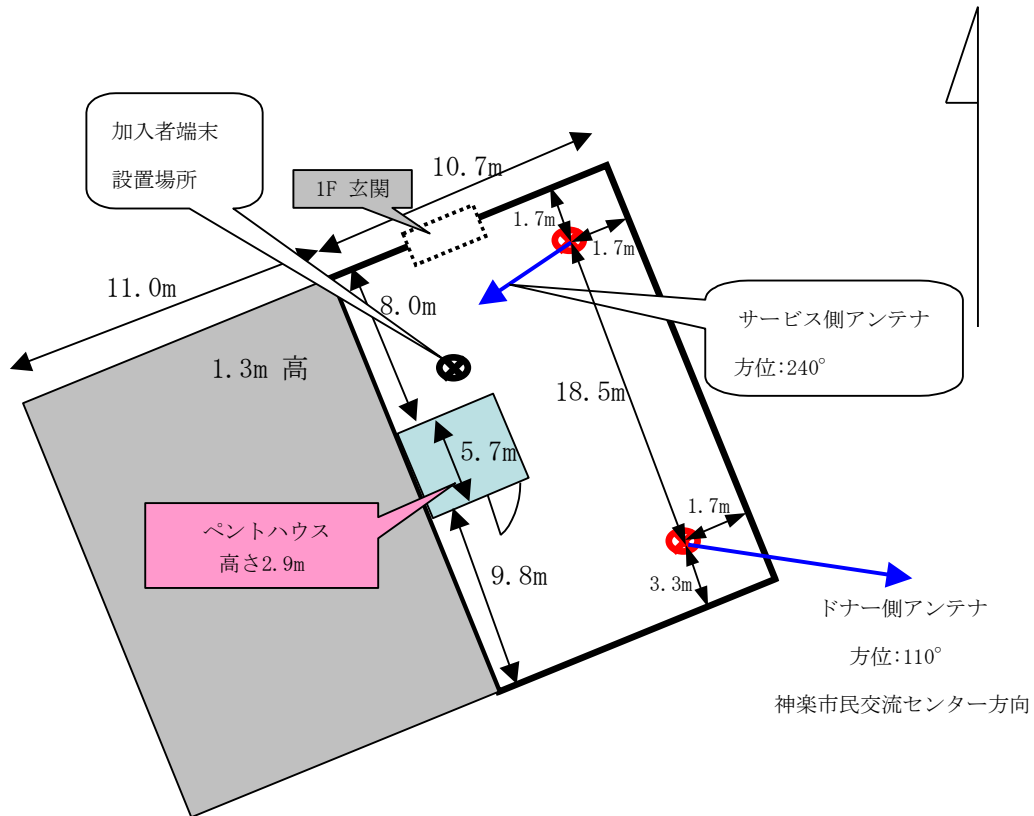 加入者端末
設置場所
10.7m
1F 玄関
1.7m
1.7m
11.0m
8.0m
サービス側アンテナ
方位:240°
1.3m 高
18.5m
5.7m
ペントハウス
高さ2.9m
1.7m
9.8m
3.3m
ドナー側アンテナ
方位:110°
神楽市民交流センター方向